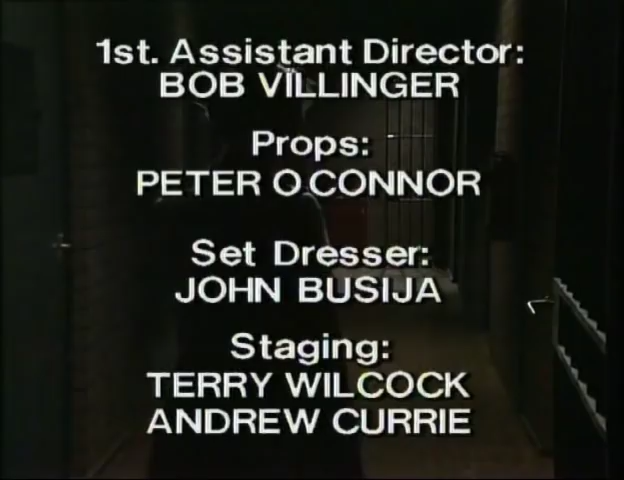 1st. Assistant Director:
BOB VILLINGER
Props:
PETER O'CONNOR
Set Dresser:
JOHN BUSIJA
Staging:
TERRY WILCOCK
ANDREW CURRIE